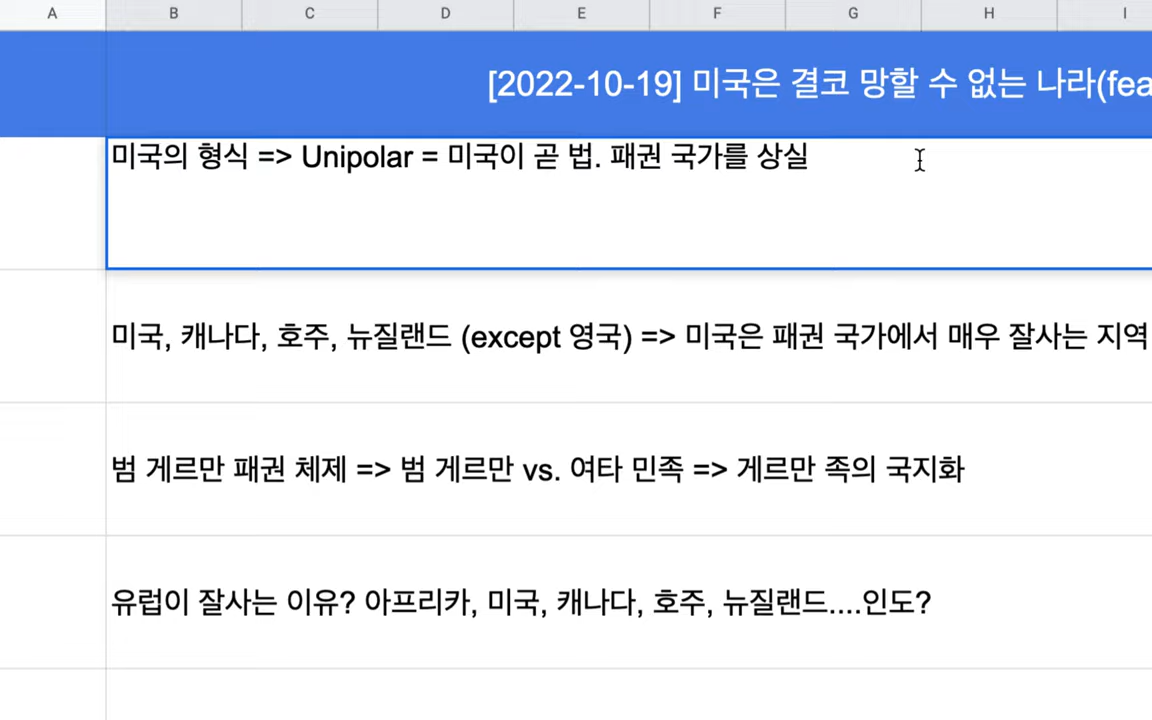 A B C D E F G H I
[2022-10-19] 미국은 결코 망할 수 없는 나라(fea
미국의 형식 => Unipolar = 미국이 곧 법. 패권 국가를 상실
미국, 캐나다, 호주, 뉴질랜드 (except 영국) => 미국은 패권 국가에서 매우 잘사는 지역
범 게르만 패권 체제 => 범 게르만 vs. 여타 민족 => 게르만 족의 국지화
유럽이 잘사는 이유? 아프리카, 미국, 캐나다, 호주, 뉴질랜드....인도?